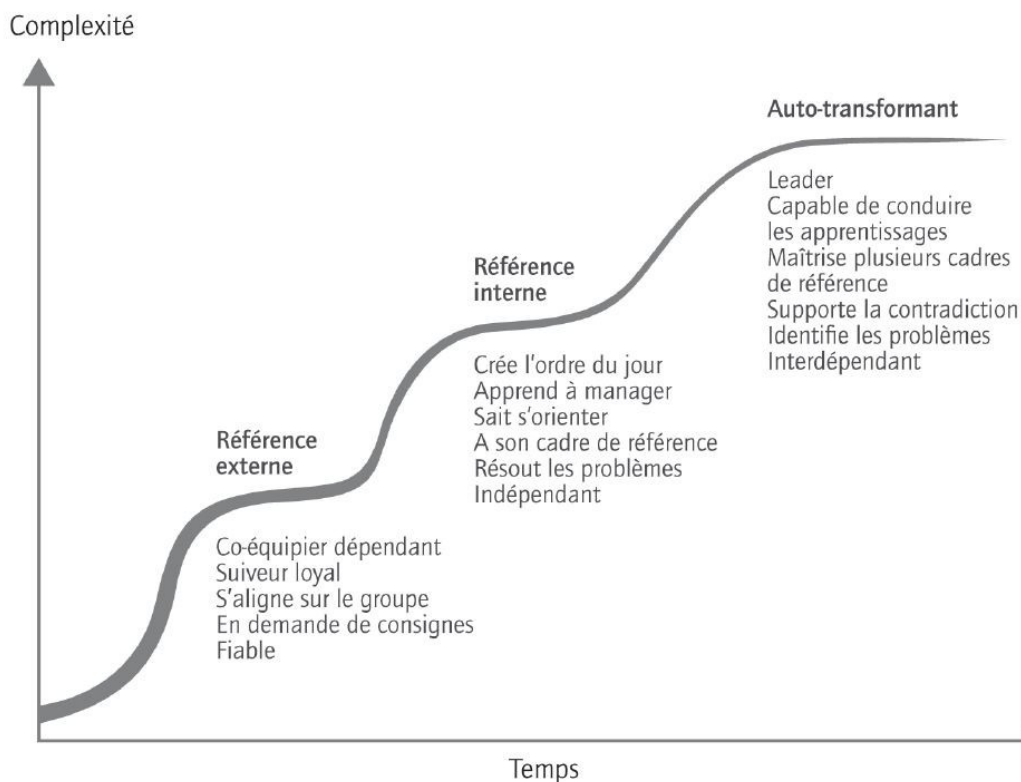 Complexité
Auto-transformant
Leader
Capable de conduire
les apprentissages
Maîtrise plusieurs cadres
de référence
Supporte la contradiction
Identifie les problèmes
Interdépendant
Référence
interne
Crée l'ordre du jour
Apprend à manager
Sait s'orienter
A son cadre de référence
Résout les problèmes
Indépendant
Référence
externe
Co-équipier dépendant
Suiveur loyal
S'aligne sur le groupe
En demande de consignes
Fiable
Temps